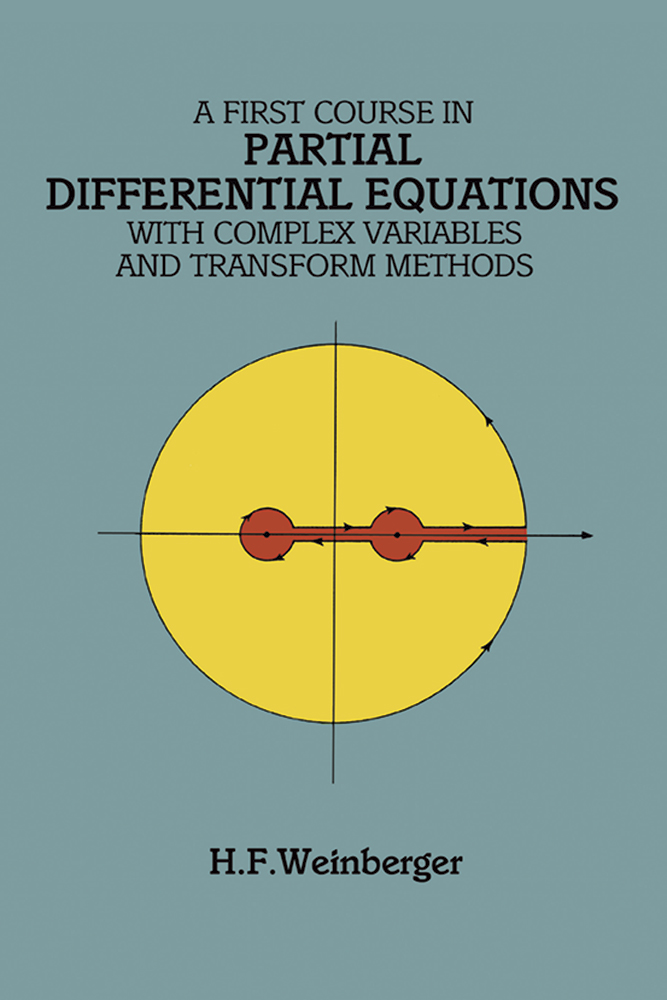 A FIRST COURSE IN
PARTIAL
DIFFERENTIAL EQUATIONS
WITH COMPLEX VARIABLES
AND TRANSFORM METHODS
H.F.Weinberger